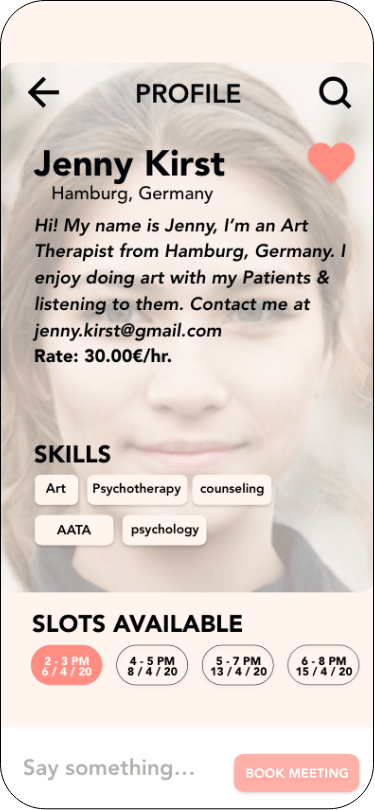 PROFILE
Jenny Kirst
Hamburg, Germany
Hi! My name is Jenny, I'm an Art
Therapist from Hamburg, Germany. I
enjoy doing art with my Patients &
listening to them. Contact me at
jenny.kirst@gmail.com
Rate: 30.00€/hr.
SKILLS
Art Psychotherapy counseling
AATA psychology
SLOTS AVAILABLE
2 - 3 PM 4 - 5 PM 5 - 7 PM 6 - 8 PM
6 / 4 / 20 8 / 4 / 20 13 / 4 / 20 15 / 4 / 20
Say something... BOOK MEETING